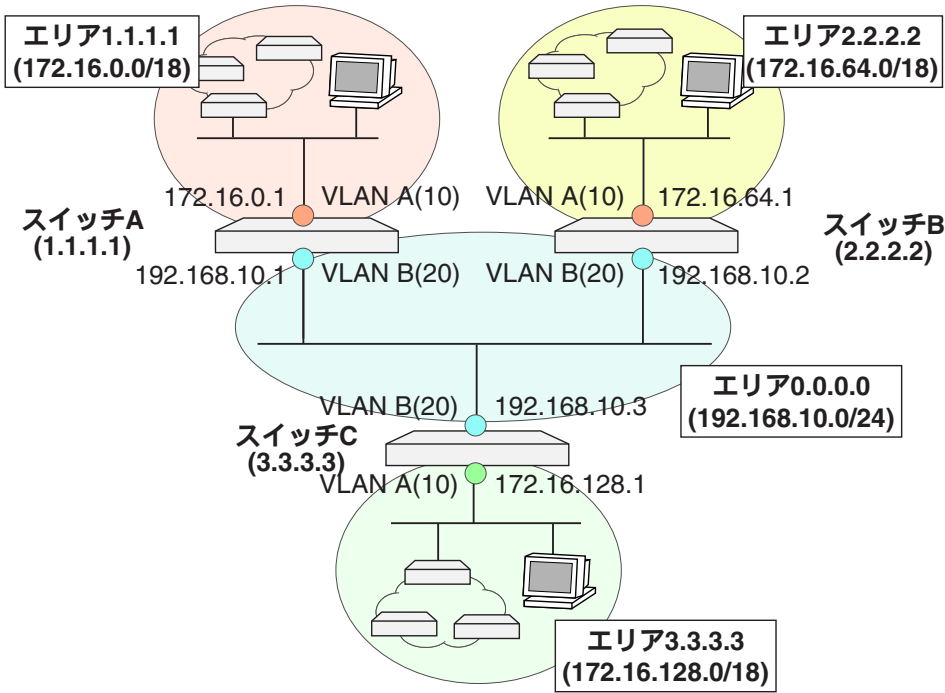 エリア1.1.1.1
(172.16.0.0/18)
エリア2.2.2.2
(172.16.64.0/18)
172.16.0.1 VLAN A(10)
VLAN A(10) 172.16.64.1
スイッチA
(1.1.1.1)
スイッチB
(2.2.2.2)
192.168.10.1 VLAN B(20)
VLAN B(20) 192.168.10.2
エリア0.0.0.0
(192.168.10.0/24)
VLAN B(20) 192.168.10.3
スイッチC
(3.3.3.3)
VLAN A(10) 172.16.128.1
エリア3.3.3.3
(172.16.128.0/18)